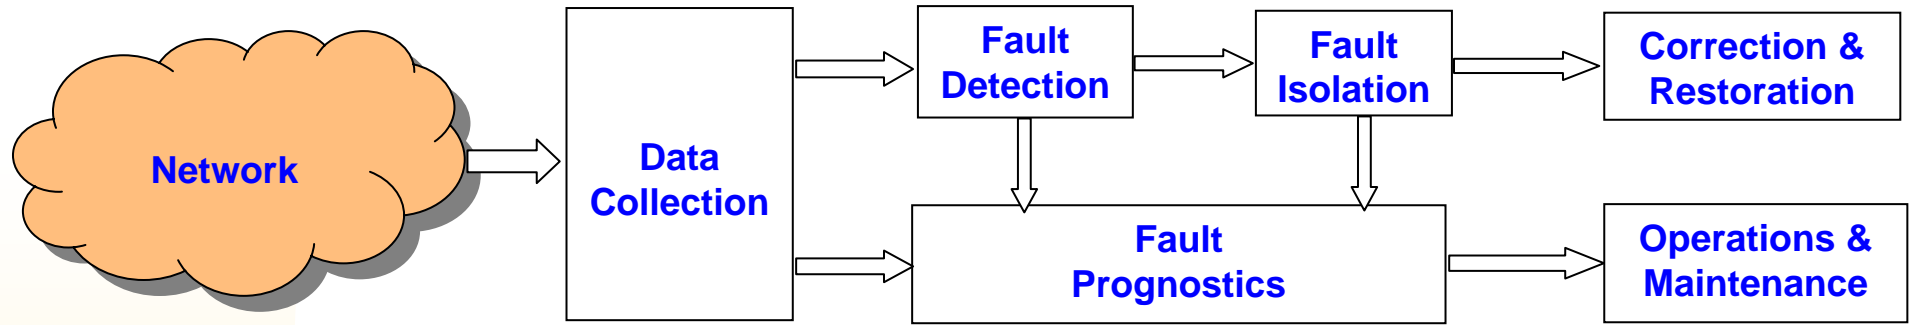 Network
Data
Collection
Fault
Detection
Fault
Isolation
Correction &
Restoration
Fault
Prognostics
Operations &
Maintenance